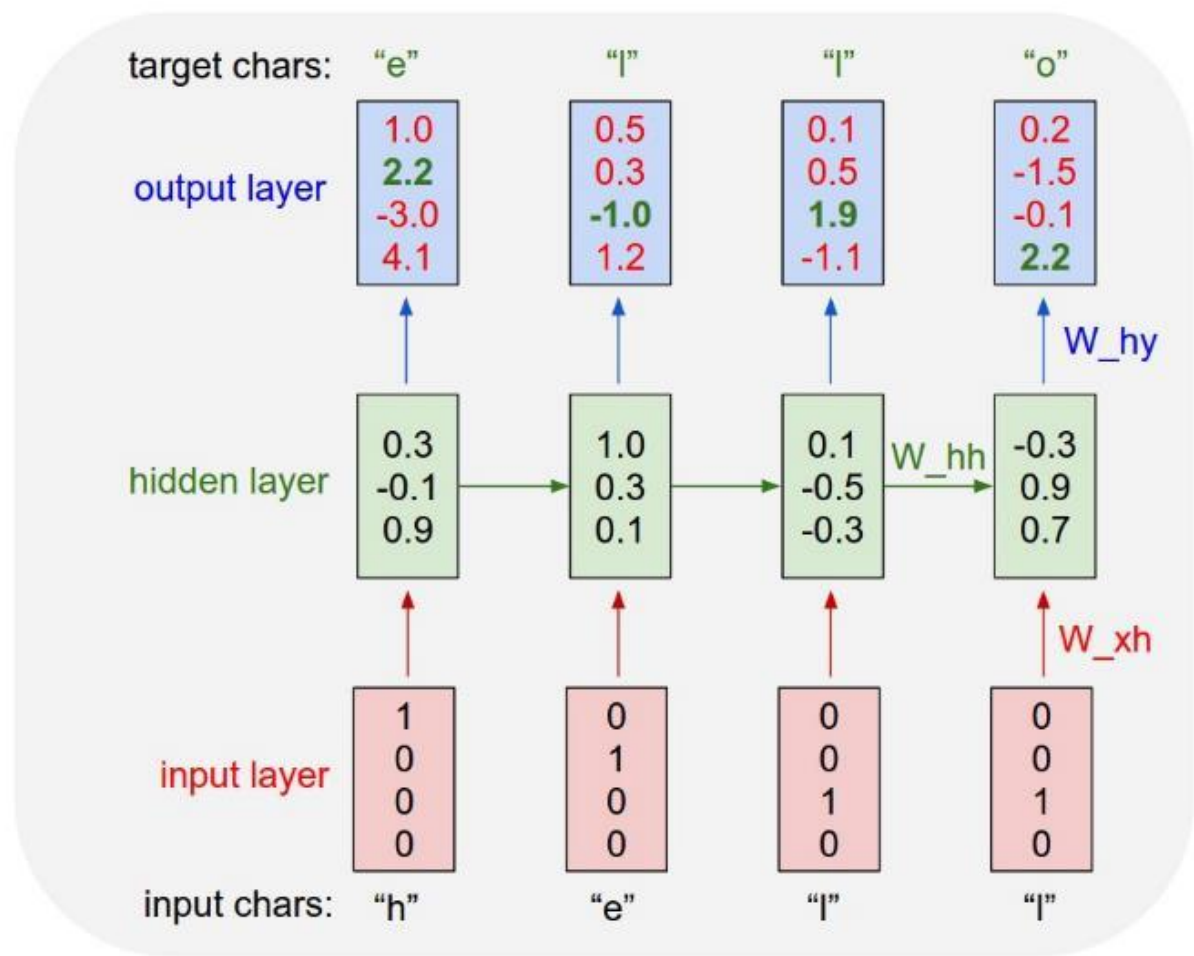 target chars: “e” “l” “l” “o”
output layer
1.0 0.5 0.1 0.2
2.2 0.3 0.5 -1.5
-3.0 -1.0 1.9 -0.1
4.1 1.2 -1.1 2.2
W_hy
hidden layer
0.3 1.0 0.1 -0.3
-0.1 0.3 -0.5 0.9
0.9 0.1 -0.3 0.7
W_hh
W_xh
input layer
1 0 0 0
0 1 0 0
0 0 1 1
0 0 0 0
input chars: “h” “e” “l” “l”